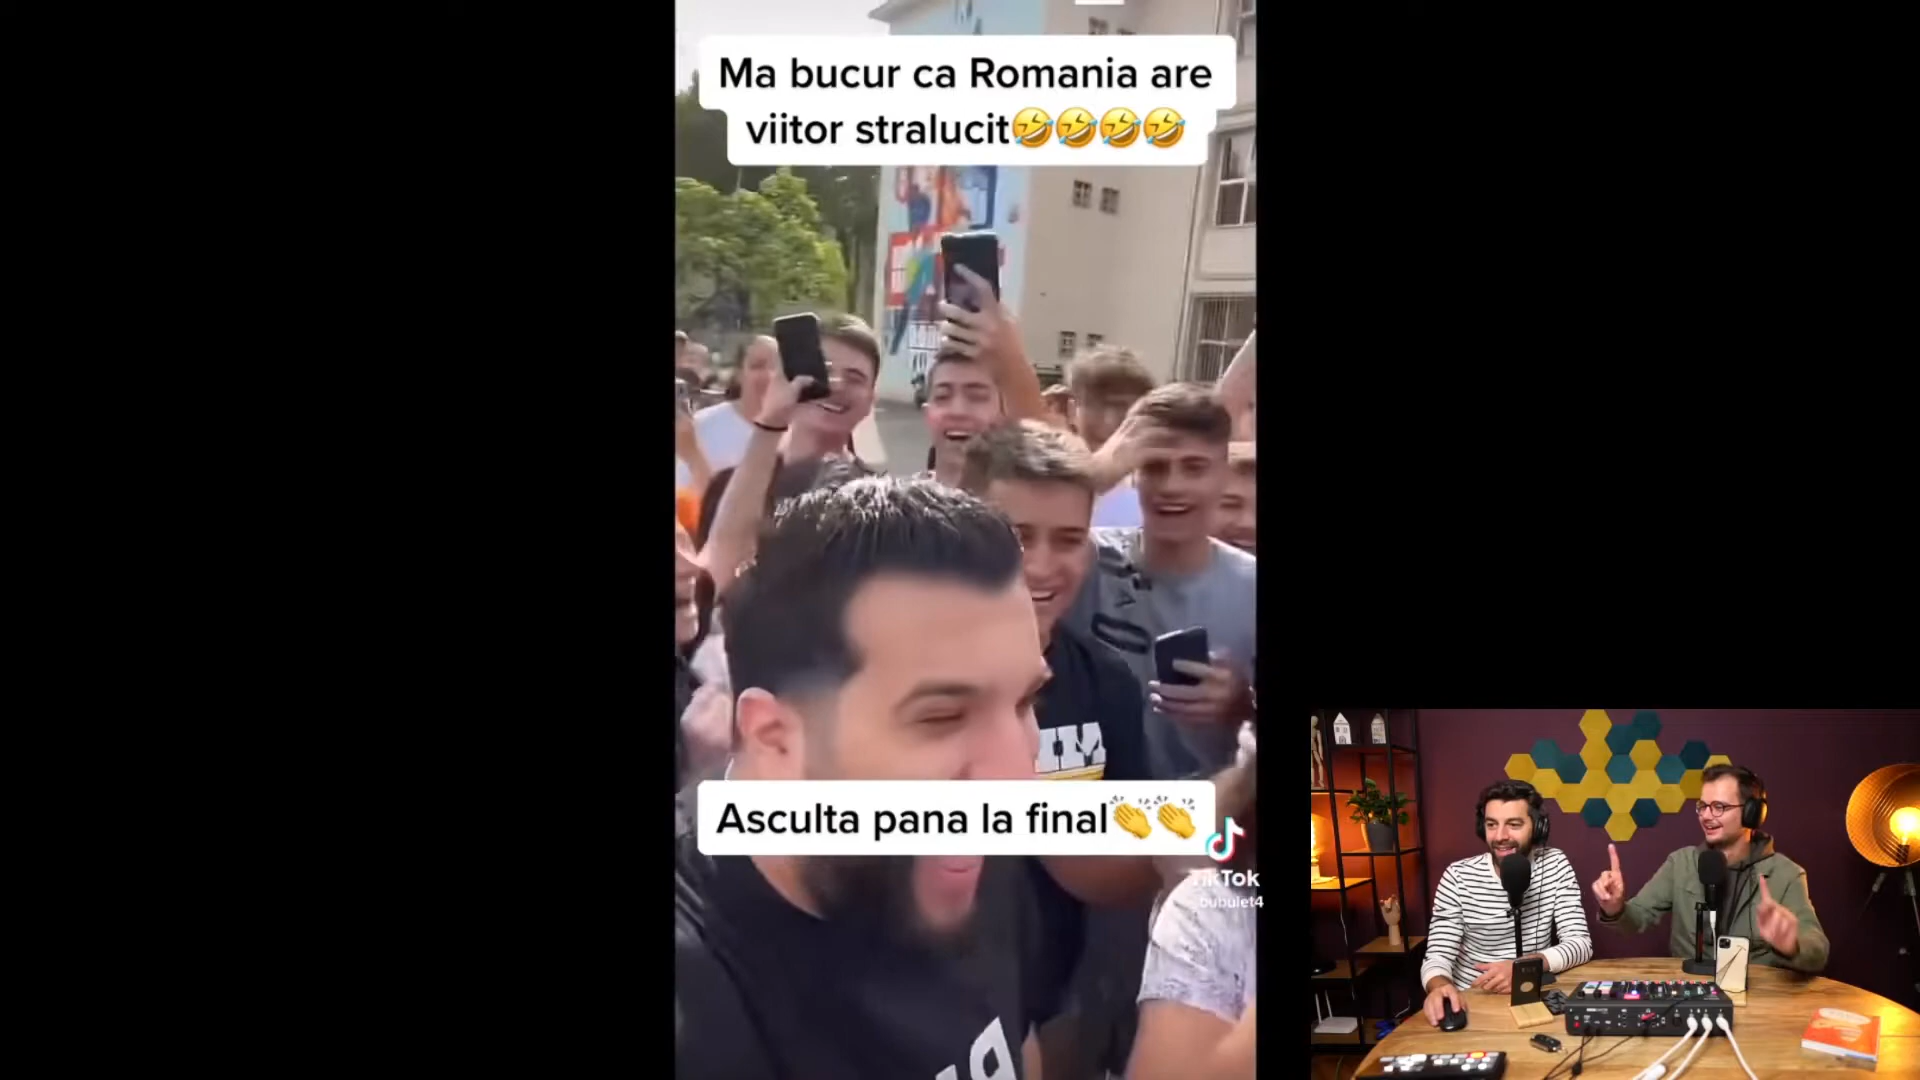 Ma bucur ca Romania are
viitor stralucit🤣🤣🤣🤣
Asculta pana la final👏👏
TikTok
bubulet4